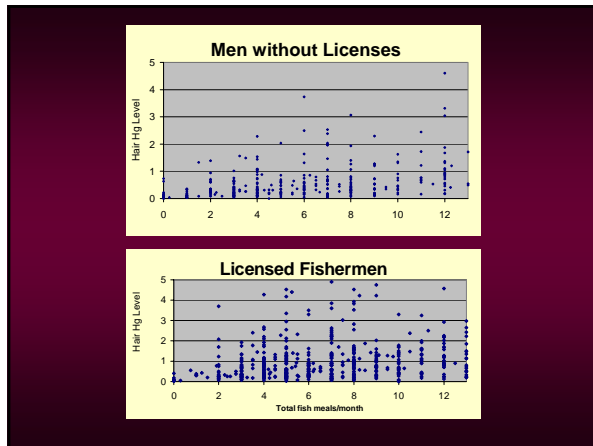 Men without Licenses
5
4
3
2
1
0
Hair Hg Level
0 2 4 6 8 10 12
Licensed Fishermen
5
4
3
2
1
0
Hair Hg Level
0 2 4 6 8 10 12
Total fish meals/month